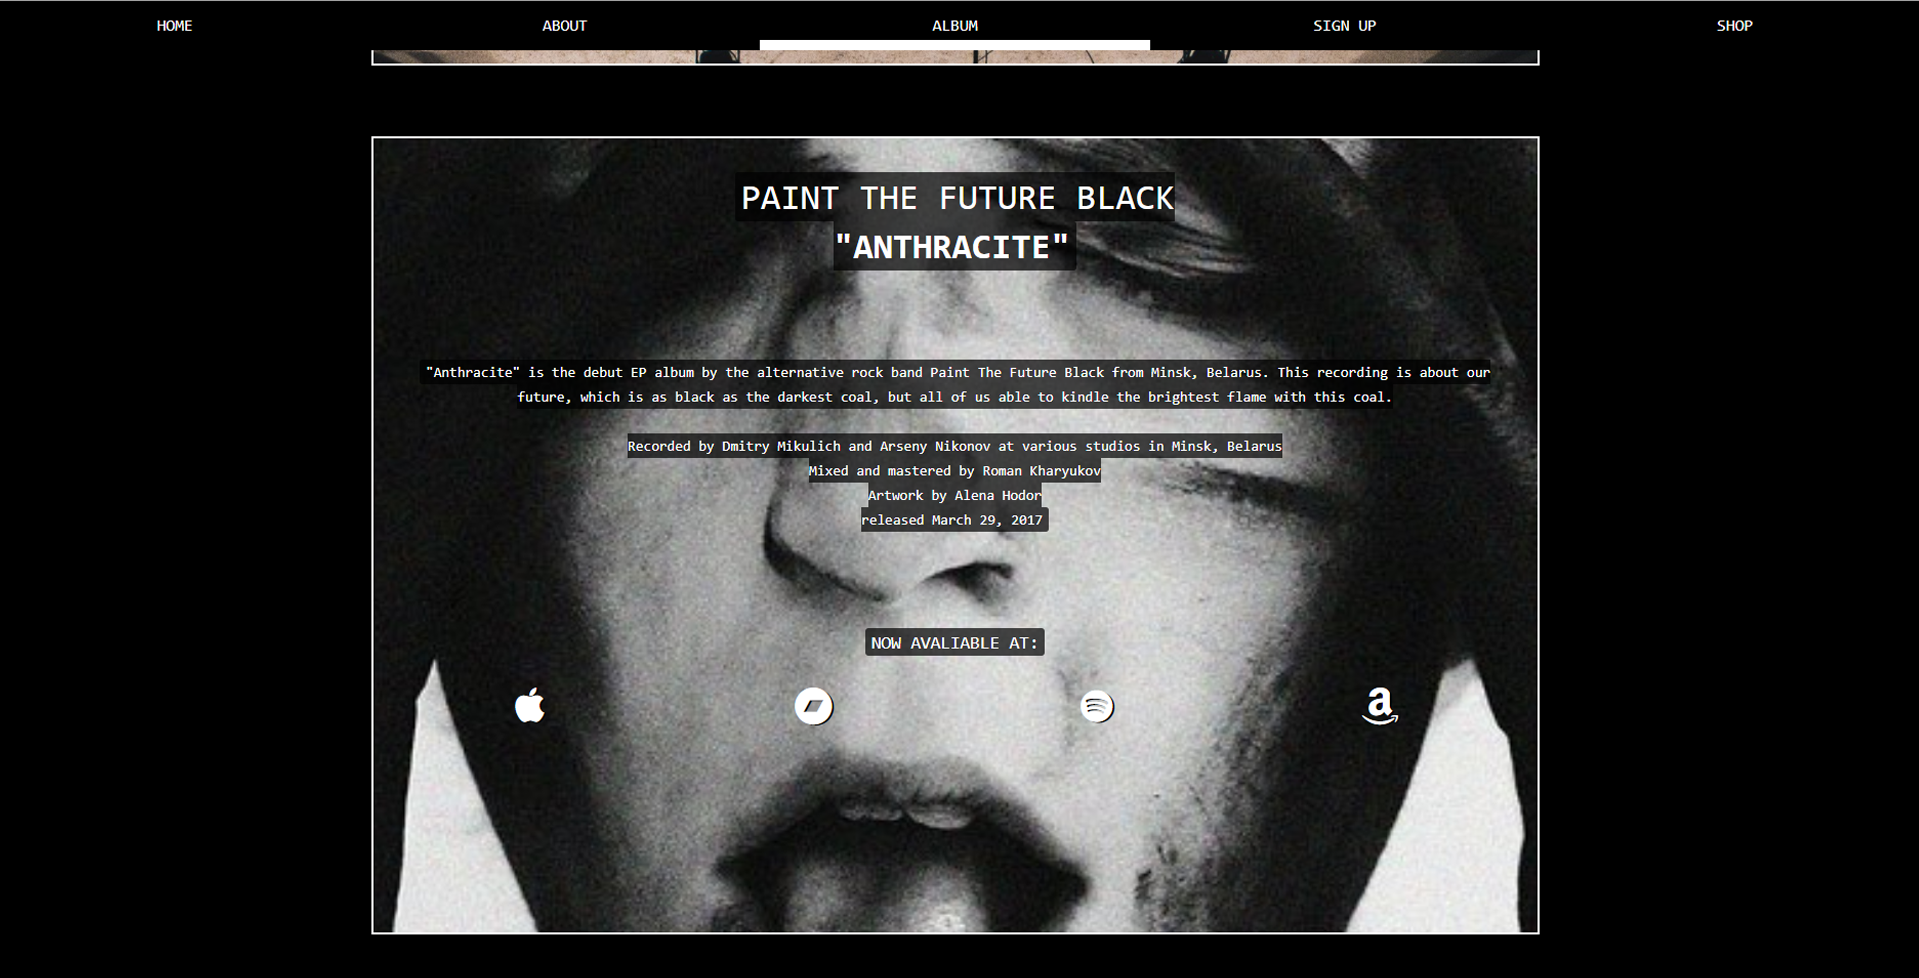 HOME
ABOUT
ALBUM
SIGN UP
SHOP
PAINT THE FUTURE BLACK
"ANTHRACITE"
"Anthracite" is the debut EP album by the alternative rock band Paint The Future Black from Minsk, Belarus. This recording is about our
future, which is as black as the darkest coal, but all of us able to kindle the brightest flame with this coal.
Recorded by Dmitry Mikulich and Arseny Nikonov at various studios in Minsk, Belarus
Mixed and mastered by Roman Kharyukov
Artwork by Alena Hodor
released March 29, 2017
NOW AVALIABLE AT: